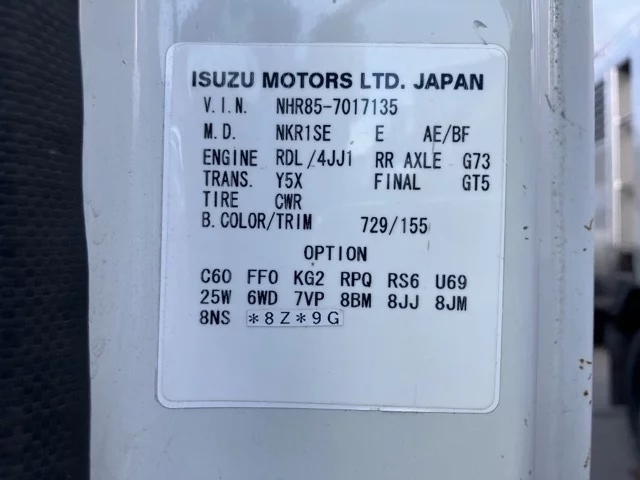 ISUZU MOTORS LTD. JAPAN
V.I.N. NHR85-7017135
M.D. NKR1SE E AE/BF
ENGINE RDL/4JJ1 RR AXLE G73
TRANS. Y5X FINAL GT5
TIRE CWR
B.COLOR/TRIM 729/155
OPTION
C60 FF0 KG2 RPQ RS6 U69
25W 6WD 7VP 8BM 8JJ 8JM
8NS *8Z*9G